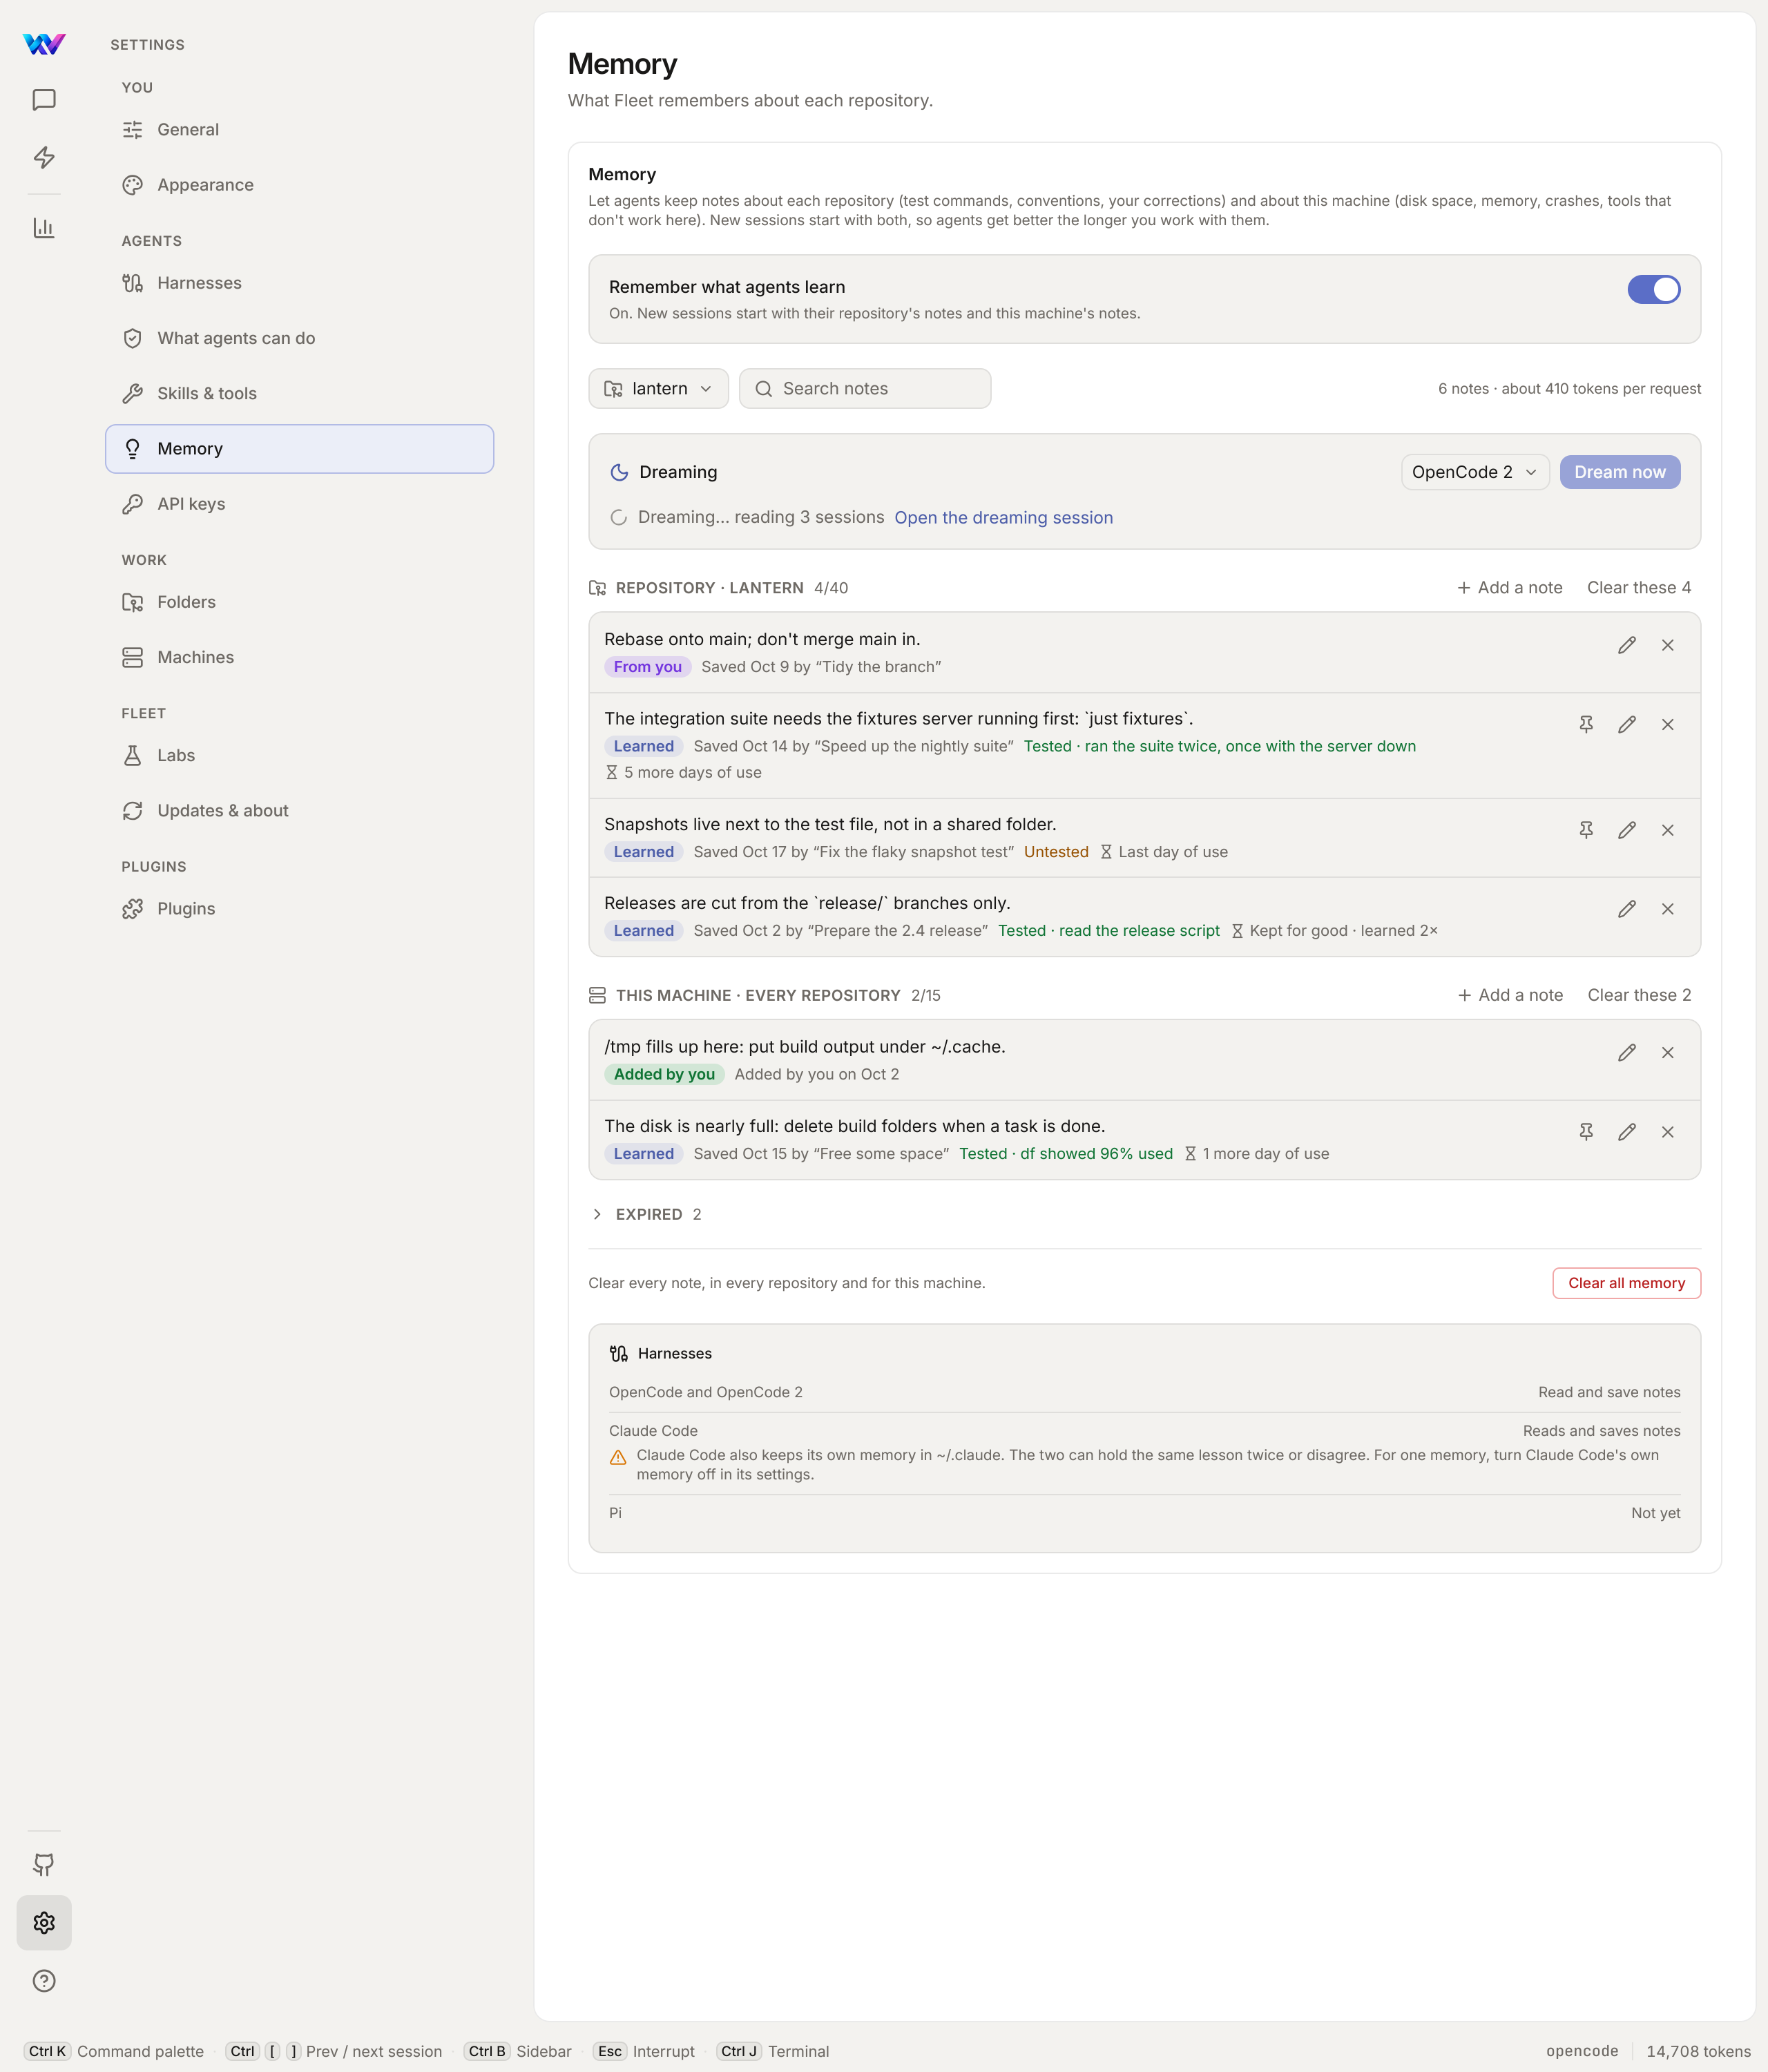 SETTINGS
YOU
General
Appearance
AGENTS
Harnesses
What agents can do
Skills & tools
Memory
API keys
WORK
Folders
Machines
FLEET
Labs
Updates & about
PLUGINS
Plugins
Memory
What Fleet remembers about each repository.
Memory
Let agents keep notes about each repository (test commands, conventions, your corrections) and about this machine (disk space, memory, crashes, tools that
don't work here). New sessions start with both, so agents get better the longer you work with them.
Remember what agents learn
On. New sessions start with their repository's notes and this machine's notes.
lantern
Search notes
6 notes · about 410 tokens per request
Dreaming
OpenCode 2
Dream now
Dreaming... reading 3 sessions Open the dreaming session
REPOSITORY · LANTERN 4/40
+ Add a note
Clear these 4
Rebase onto main; don't merge main in.
From you Saved Oct 9 by “Tidy the branch”
The integration suite needs the fixtures server running first: `just fixtures`.
Learned Saved Oct 14 by “Speed up the nightly suite” Tested · ran the suite twice, once with the server down
5 more days of use
Snapshots live next to the test file, not in a shared folder.
Learned Saved Oct 17 by “Fix the flaky snapshot test” Untested Last day of use
Releases are cut from the `release/` branches only.
Learned Saved Oct 2 by “Prepare the 2.4 release” Tested · read the release script Kept for good · learned 2×
THIS MACHINE · EVERY REPOSITORY 2/15
+ Add a note
Clear these 2
/tmp fills up here: put build output under ~/.cache.
Added by you Added by you on Oct 2
The disk is nearly full: delete build folders when a task is done.
Learned Saved Oct 15 by “Free some space” Tested · df showed 96% used 1 more day of use
EXPIRED 2
Clear every note, in every repository and for this machine.
Clear all memory
Harnesses
OpenCode and OpenCode 2
Read and save notes
Claude Code
Reads and saves notes
Claude Code also keeps its own memory in ~/.claude. The two can hold the same lesson twice or disagree. For one memory, turn Claude Code's own
memory off in its settings.
Pi
Not yet
Ctrl K Command palette · Ctrl [ ] Prev / next session · Ctrl B Sidebar · Esc Interrupt · Ctrl J Terminal
opencode
14,708 tokens